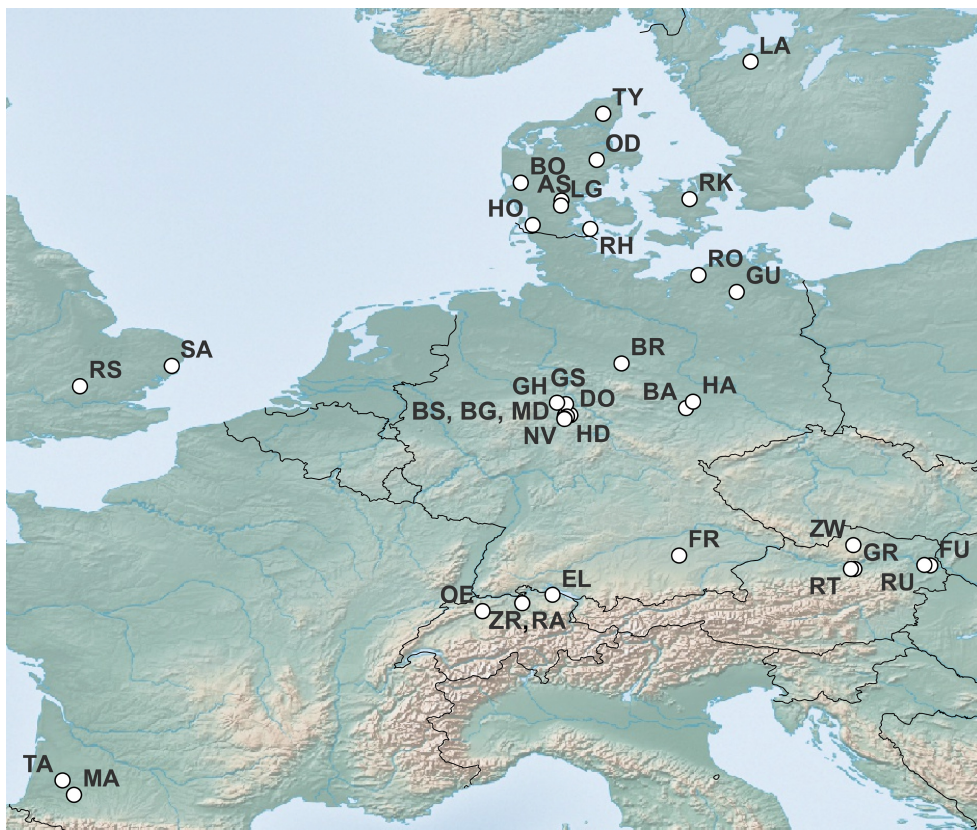 LA
TY
OD
BO
AS
LG
RK
HO
RH
RO
GU
SA
RS
BR
GS
GH
DO
BA
HA
BS, BG, MD
NV
HD
ZW
FR
GR
FU
RT
RU
EL
OE
ZR, RA
TA
MA